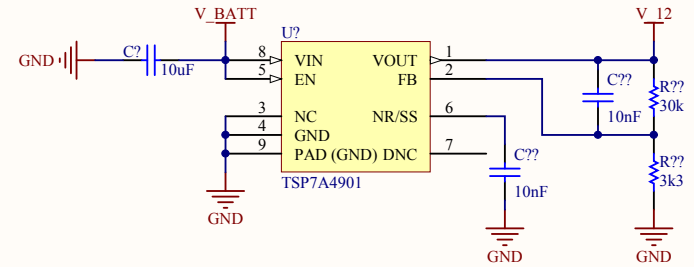 V_BATT
V_12
U?
GND
C?
10uF
8
VIN
VOUT
1
5
EN
FB
2
C??
10nF
R??
30k
3
NC
NR/SS
6
4
GND
9
PAD (GND)
DNC
7
C??
10nF
R??
3k3
TSP7A4901
GND
GND
GND